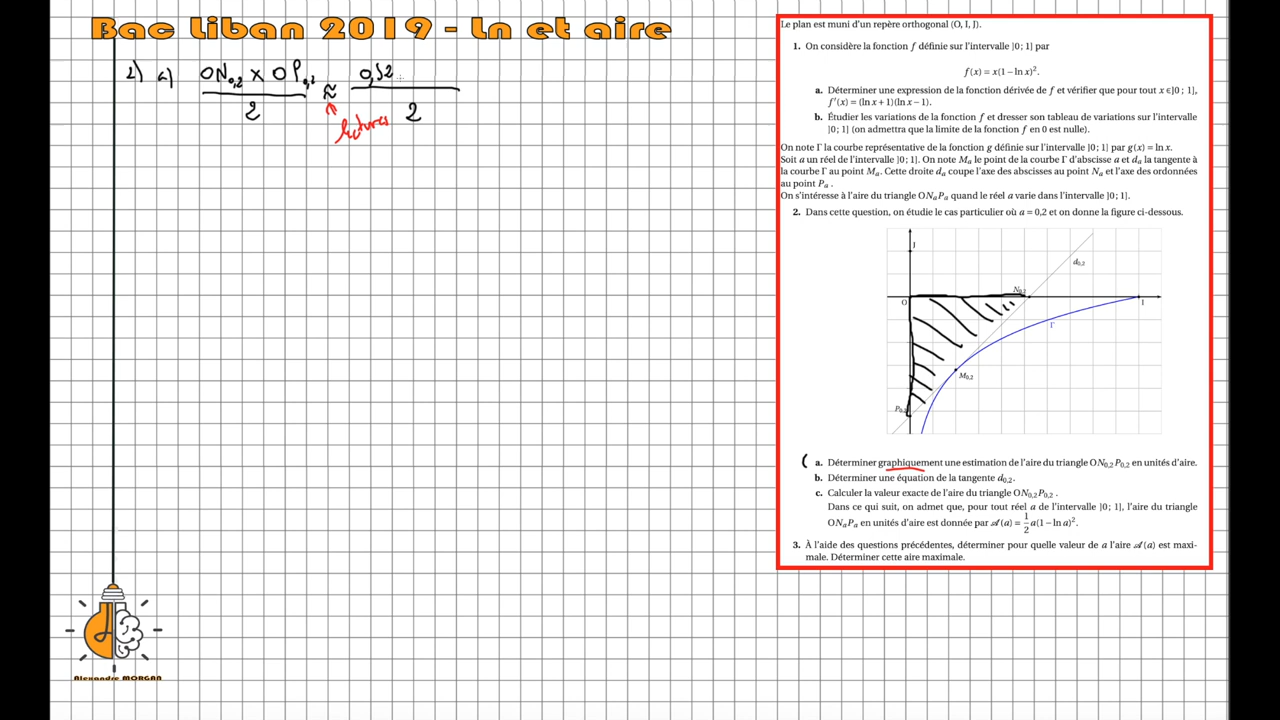 Bac Liban 2019 - Ln et aire
2) a) ON0,2 × OP0,2 / 2 ≈ 0,52 / 2
lectures
Le plan est muni d'un repère orthogonal (O, I, J).
1. On considère la fonction f définie sur l'intervalle ]0; 1] par
f(x) = x(1 − ln x)².
a. Déterminer une expression de la fonction dérivée de f et vérifier que pour tout x ∈]0 ; 1],
f′(x) = (ln x + 1)(ln x − 1).
b. Étudier les variations de la fonction f et dresser son tableau de variations sur l'intervalle
]0; 1] (on admettra que la limite de la fonction f en 0 est nulle).
On note Γ la courbe représentative de la fonction g définie sur l'intervalle ]0; 1] par g(x) = ln x.
Soit a un réel de l'intervalle ]0; 1]. On note Ma le point de la courbe Γ d'abscisse a et da la tangente à
la courbe Γ au point Ma. Cette droite da coupe l'axe des abscisses au point Na et l'axe des ordonnées
au point Pa.
On s'intéresse à l'aire du triangle ONaPa quand le réel a varie dans l'intervalle ]0; 1].
2. Dans cette question, on étudie le cas particulier où a = 0,2 et on donne la figure ci-dessous.
J
d0,2
N0,2
O
I
Γ
M0,2
P0,2
( a. Déterminer graphiquement une estimation de l'aire du triangle ON0,2P0,2 en unités d'aire.
b. Déterminer une équation de la tangente d0,2.
c. Calculer la valeur exacte de l'aire du triangle ON0,2P0,2 .
Dans ce qui suit, on admet que, pour tout réel a de l'intervalle ]0; 1], l'aire du triangle
ONaPa en unités d'aire est donnée par 𝒜(a) = 1/2 a(1 − ln a)².
3. À l'aide des questions précédentes, déterminer pour quelle valeur de a l'aire 𝒜(a) est maxi-
male. Déterminer cette aire maximale.
Alexandre MORGAN